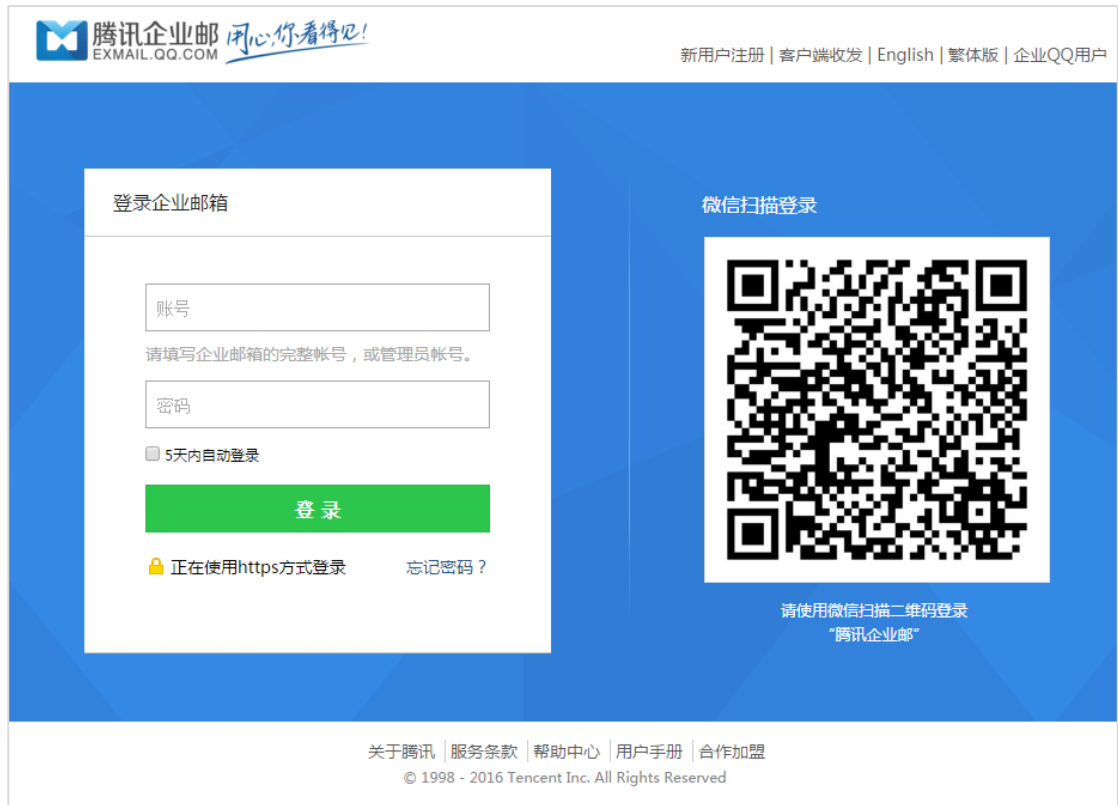 腾讯企业邮 用心,你看得见!
EXMAIL.QQ.COM
新用户注册 | 客户端收发 | English | 繁体版 | 企业QQ用户
登录企业邮箱
微信扫描登录
账号
请填写企业邮箱的完整帐号，或管理员帐号。
密码
5天内自动登录
登 录
正在使用https方式登录 忘记密码？
请使用微信扫描二维码登录
“腾讯企业邮”
关于腾讯 | 服务条款 | 帮助中心 | 用户手册 | 合作加盟
© 1998 - 2016 Tencent Inc. All Rights Reserved